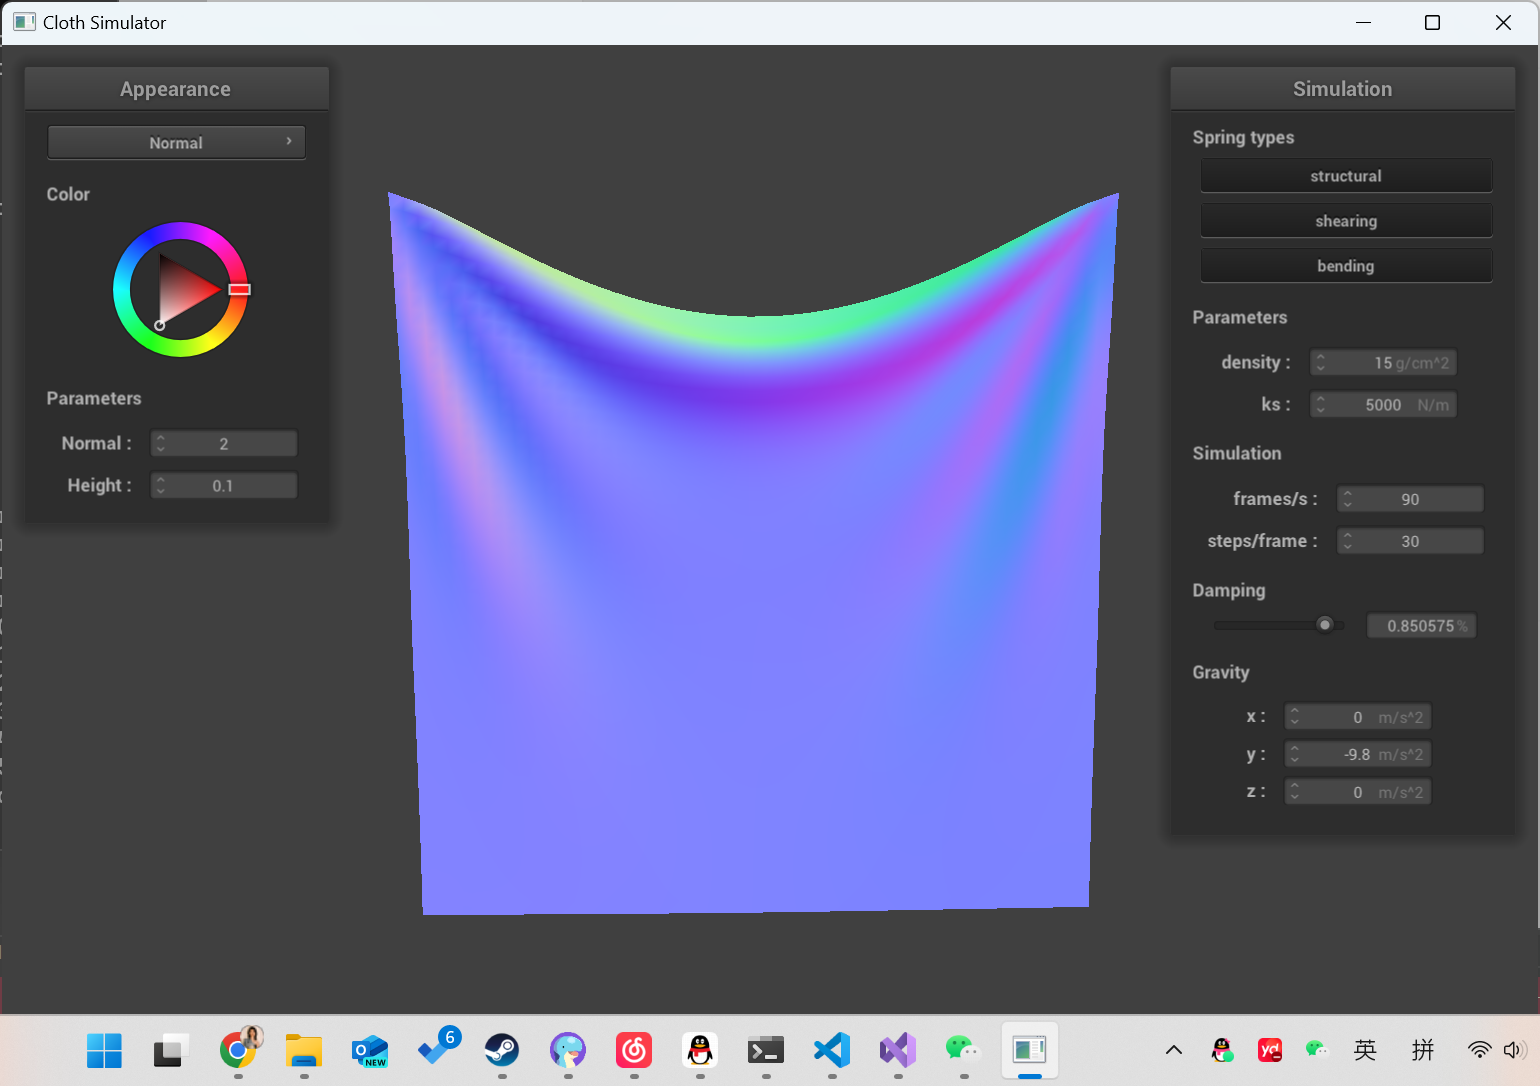 Cloth Simulator
Appearance
Normal
Color
Parameters
Normal : 2
Height : 0.1
Simulation
Spring types
structural
shearing
bending
Parameters
density : 15 g/cm^2
ks : 5000 N/m
Simulation
frames/s : 90
steps/frame : 30
Damping
0.850575 %
Gravity
x : 0 m/s^2
y : -9.8 m/s^2
z : 0 m/s^2
O NEW
6
yd
英
拼